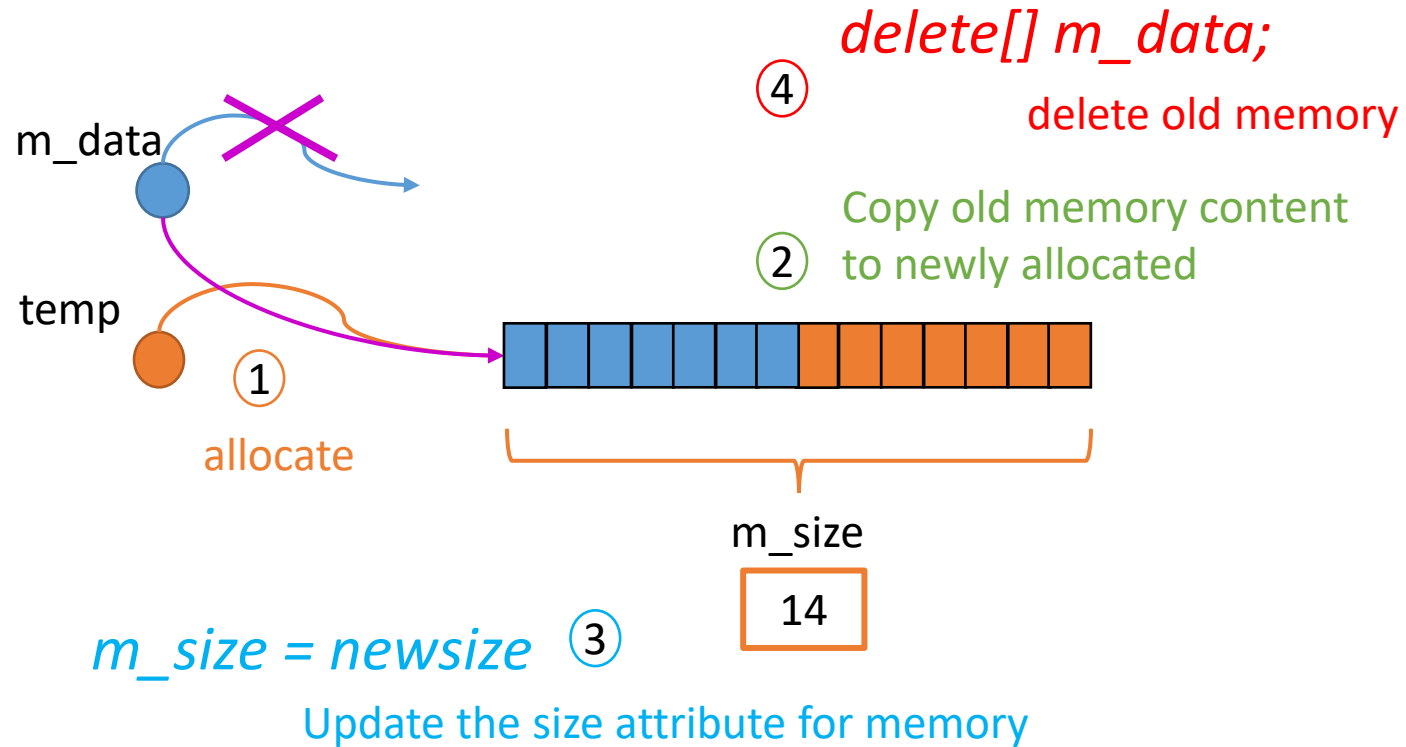 delete[] m_data;
4
delete old memory
m_data
Copy old memory content
2
to newly allocated
temp
1
allocate
m_size
14
m_size = newsize
3
Update the size attribute for memory